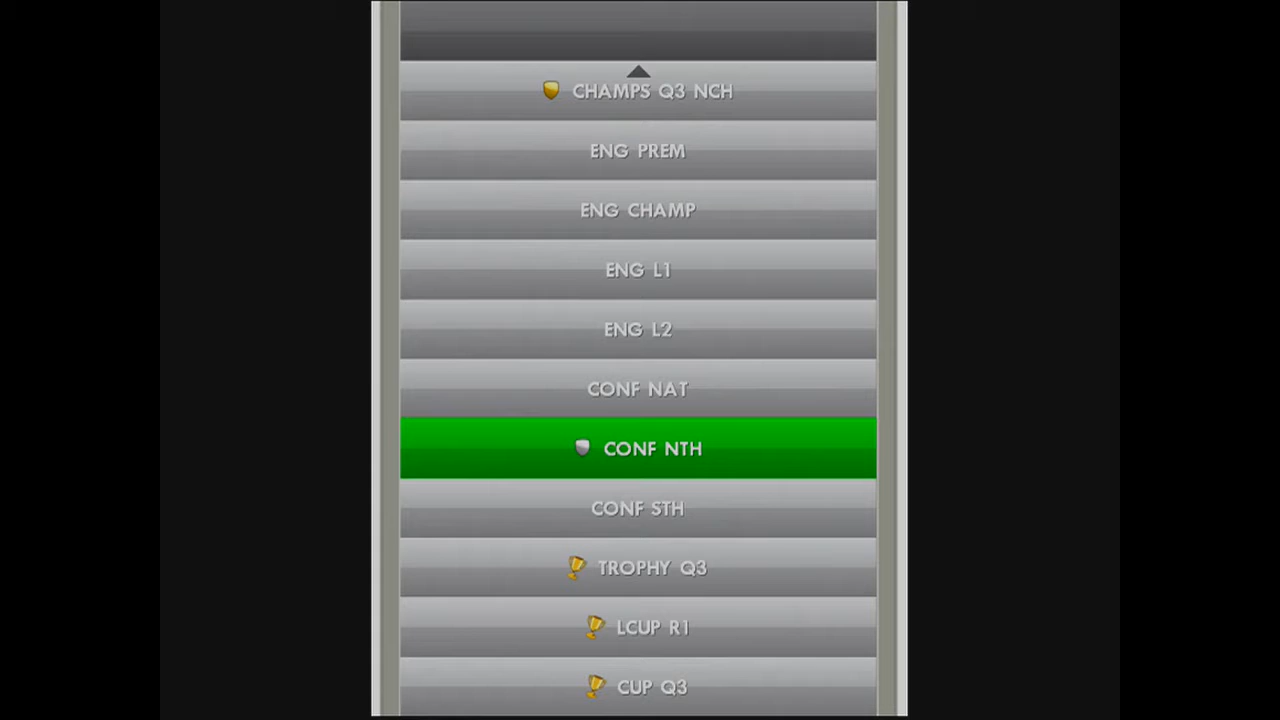 CHAMPS Q3 NCH
ENG PREM
ENG CHAMP
ENG L1
ENG L2
CONF NAT
CONF NTH
CONF STH
TROPHY Q3
LCUP R1
CUP Q3